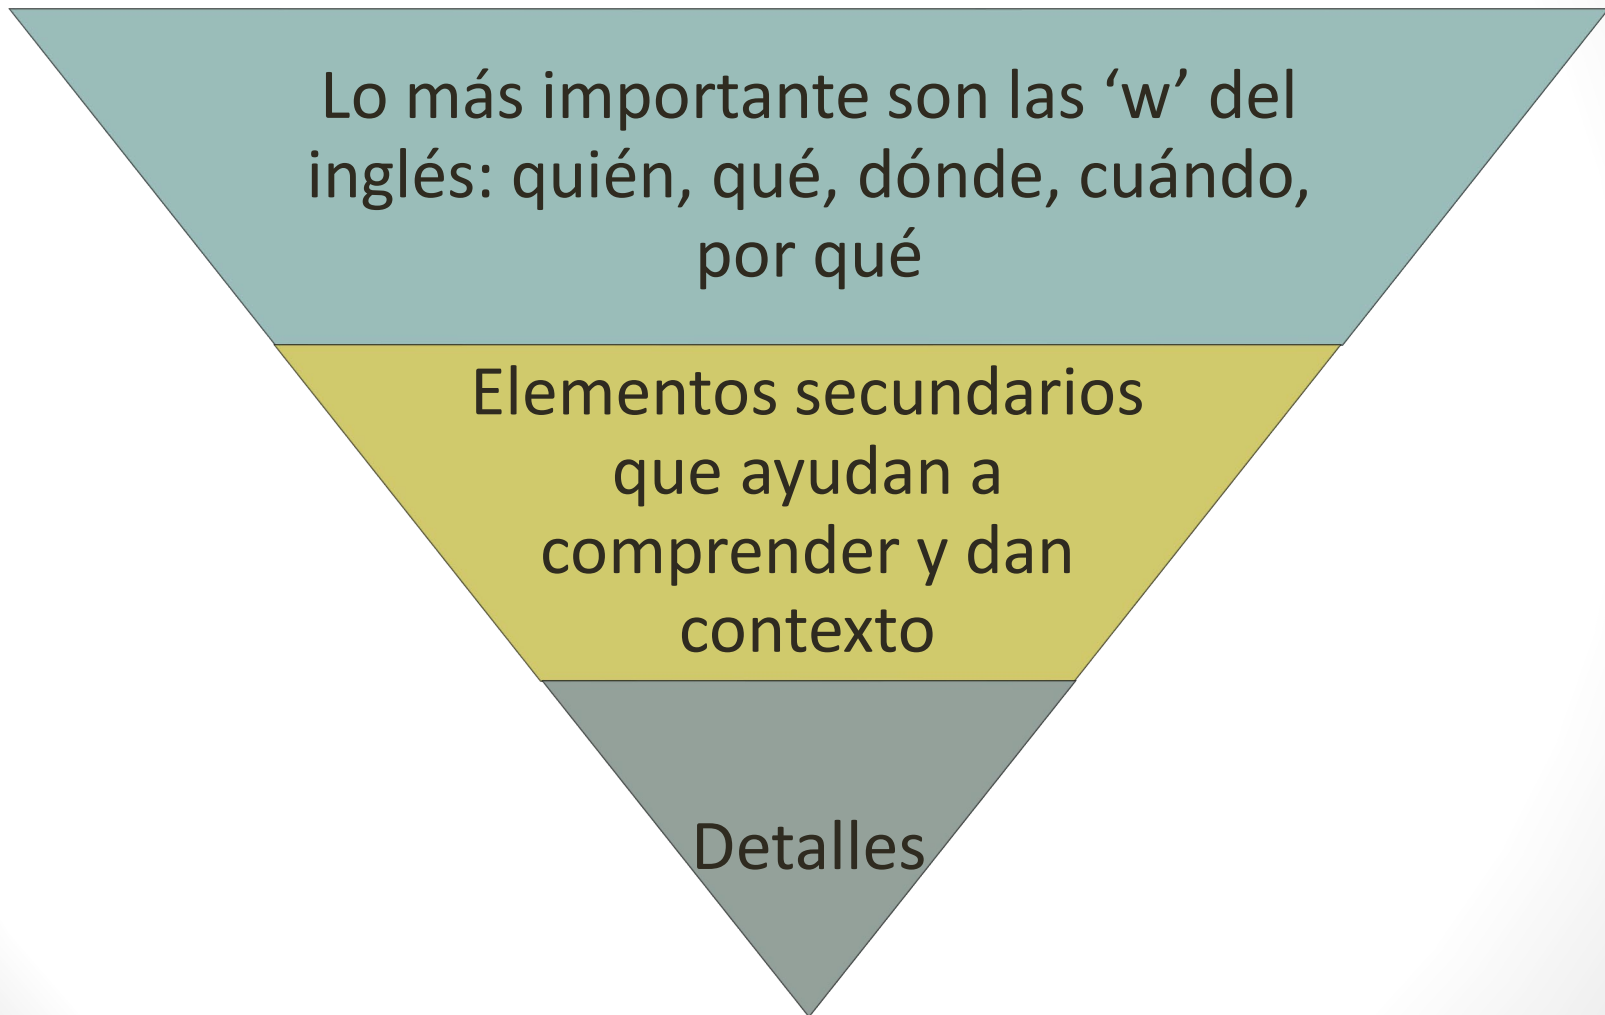 Lo más importante son las ‘w’ del
inglés: quién, qué, dónde, cuándo,
por qué
Elementos secundarios
que ayudan a
comprender y dan
contexto
Detalles